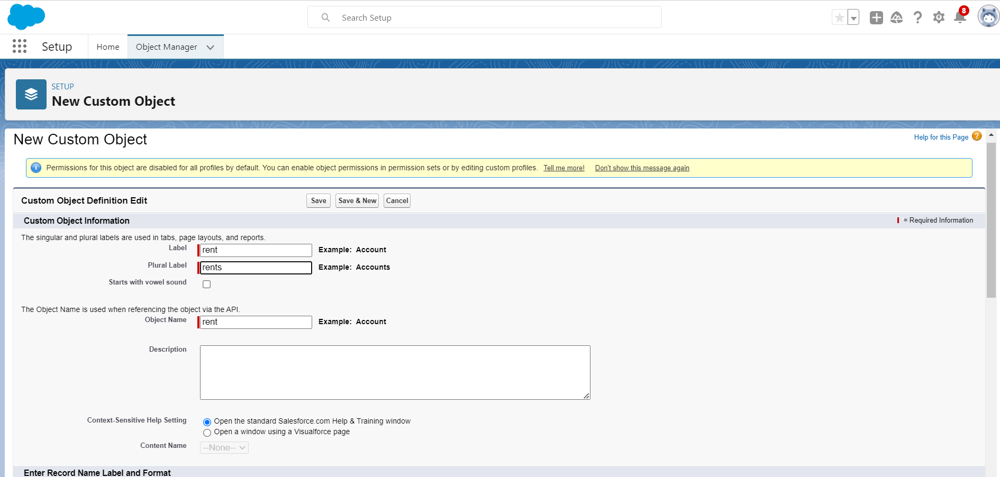 Search Setup
8
Setup
Home
Object Manager
SETUP
New Custom Object
New Custom Object
Help for this Page ?
i Permissions for this object are disabled for all profiles by default. You can enable object permissions in permission sets or by editing custom profiles. Tell me more! Don't show this message again
Custom Object Definition Edit Save Save & New Cancel
Custom Object Information = Required Information
The singular and plural labels are used in tabs, page layouts, and reports.
Label rent Example: Account
Plural Label rents Example: Accounts
Starts with vowel sound
The Object Name is used when referencing the object via the API.
Object Name rent Example: Account
Description
Context-Sensitive Help Setting Open the standard Salesforce.com Help & Training window
Open a window using a Visualforce page
Content Name --None--
Enter Record Name Label and Format